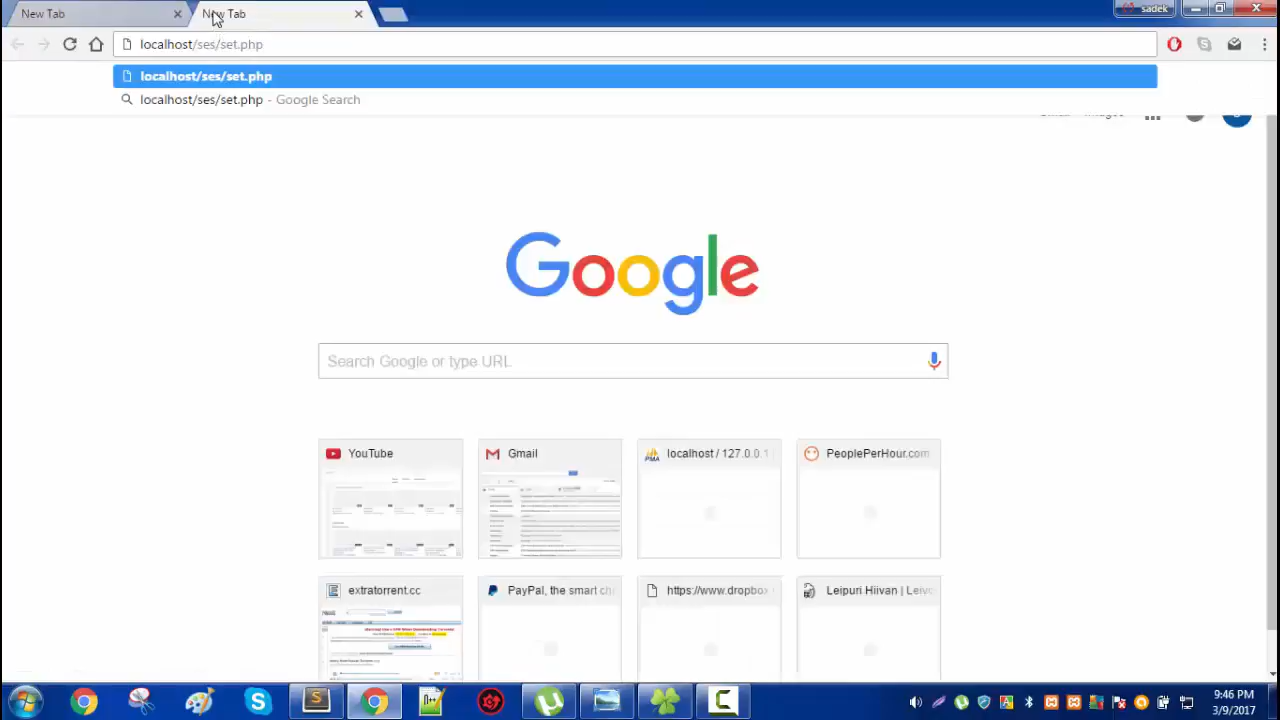 New Tab
New Tab
sadek
localhost/ses/set.php
localhost/ses/set.php
localhost/ses/set.php - Google Search
Google
Search Google or type URL
YouTube
Gmail
localhost / 127.0.0.1
PeoplePerHour.com
extratorrent.cc
PayPal, the smart ch
https://www.dropbox
Leipuri Hiivan | Leiv
9:46 PM
3/9/2017